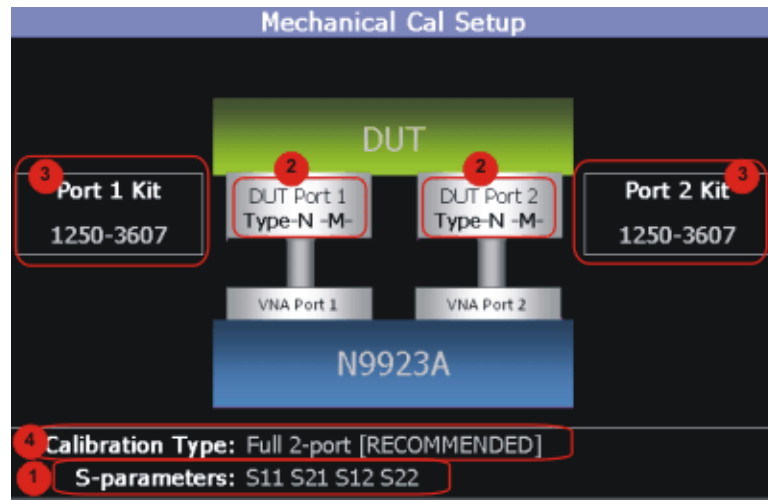 Mechanical Cal Setup
DUT
3
Port 1 Kit
1250-3607
2
DUT Port 1
Type-N -M-
2
DUT Port 2
Type-N -M-
3
Port 2 Kit
1250-3607
VNA Port 1
VNA Port 2
N9923A
4
Calibration Type: Full 2-port [RECOMMENDED]
1
S-parameters: S11 S21 S12 S22